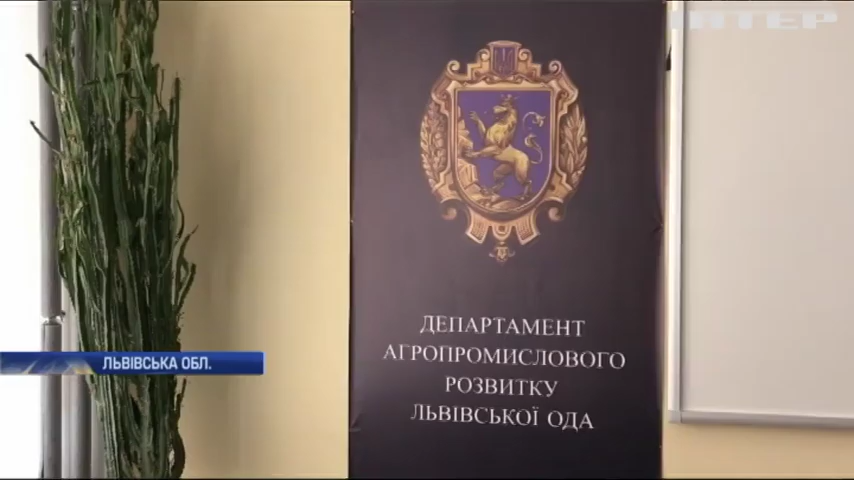 ІНТЕР
ДЕПАРТАМЕНТ
АГРОПРОМИСЛОВОГО
РОЗВИТКУ
ЛЬВІВСЬКОЇ ОДА
ЛЬВІВСЬКА ОБЛ.